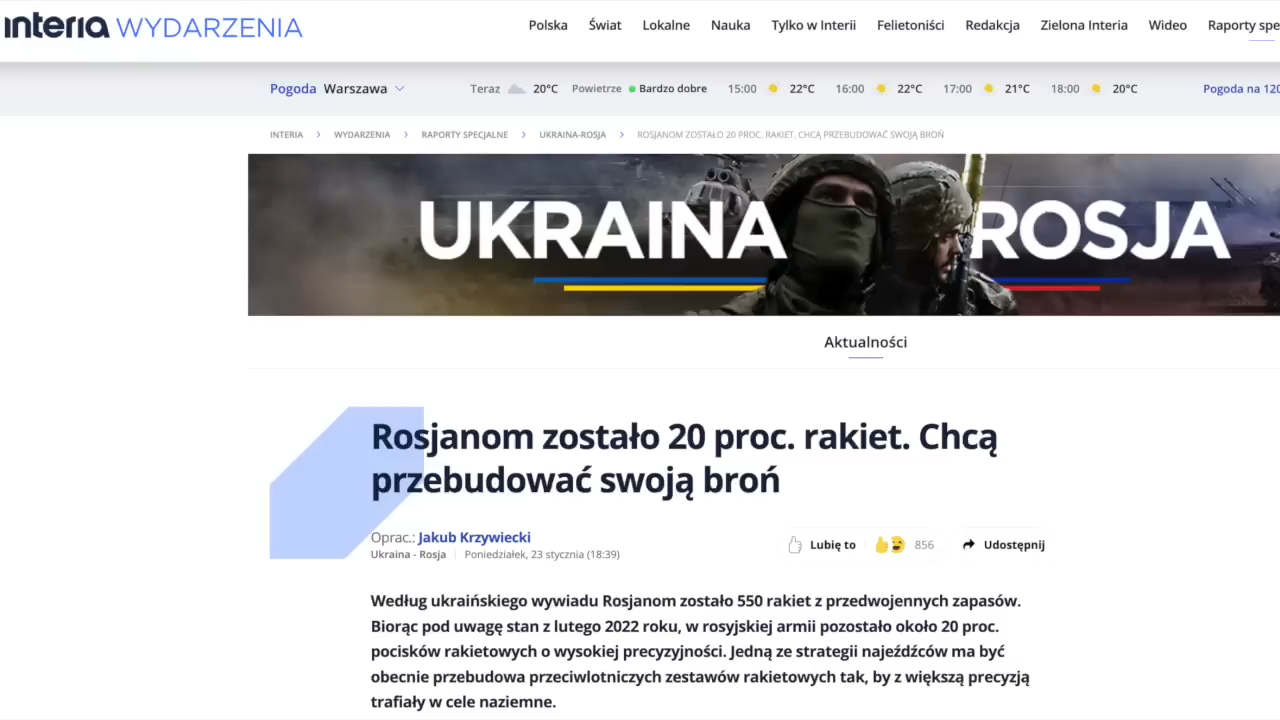 interia WYDARZENIA
Polska Świat Lokalne Nauka Tylko w Interii Felietoniści Redakcja Zielona Interia Wideo Raporty spe
Pogoda Warszawa Teraz 20°C Powietrze Bardzo dobre 15:00 22°C 16:00 22°C 17:00 21°C 18:00 20°C Pogoda na 120
INTERIA > WYDARZENIA > RAPORTY SPECJALNE > UKRAINA-ROSJA > ROSJANOM ZOSTAŁO 20 PROC. RAKIET. CHCĄ PRZEBUDOWAĆ SWOJĄ BROŃ
UKRAINA ROSJA
Aktualności
Rosjanom zostało 20 proc. rakiet. Chcą
przebudować swoją broń
Oprac.: Jakub Krzywiecki
Ukraina - Rosja Poniedziałek, 23 stycznia (18:39)
Lubię to 856 Udostępnij
Według ukraińskiego wywiadu Rosjanom zostało 550 rakiet z przedwojennych zapasów.
Biorąc pod uwagę stan z lutego 2022 roku, w rosyjskiej armii pozostało około 20 proc.
pocisków rakietowych o wysokiej precyzyjności. Jedną ze strategii najeźdźców ma być
obecnie przebudowa przeciwlotniczych zestawów rakietowych tak, by z większą precyzją
trafiały w cele naziemne.